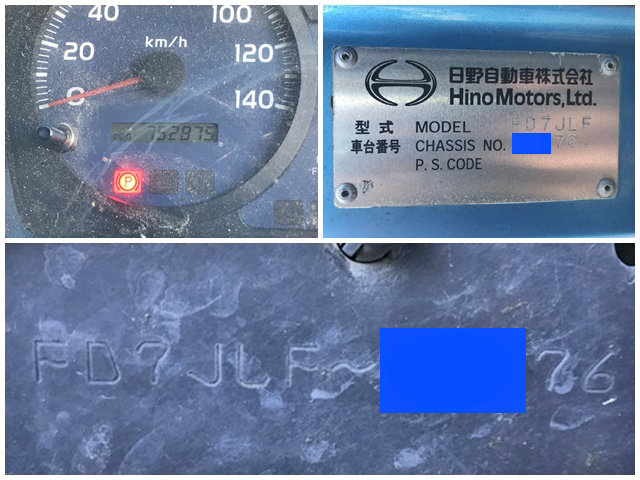 20
40
100
120
140
km/h
0
752875
P
日野自動車株式会社
Hino Motors, Ltd.
型式 MODEL FD7JLF
車台番号 CHASSIS NO. 76
P. S. CODE
FD7JLF~ 76